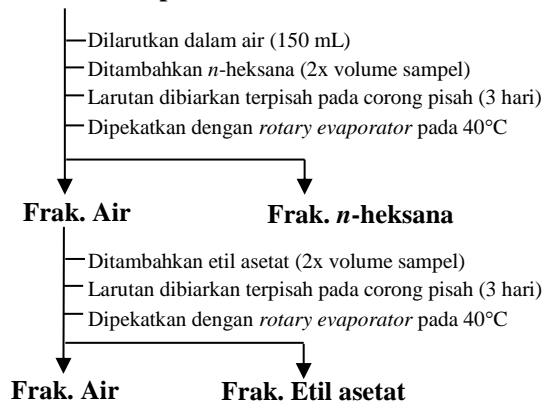 Dilarutkan dalam air (150 mL)
Ditambahkan n-heksana (2x volume sampel)
Larutan dibiarkan terpisah pada corong pisah (3 hari)
Dipekatkan dengan rotary evaporator pada 40°C
Frak. Air Frak. n-heksana
Ditambahkan etil asetat (2x volume sampel)
Larutan dibiarkan terpisah pada corong pisah (3 hari)
Dipekatkan dengan rotary evaporator pada 40°C
Frak. Air Frak. Etil asetat